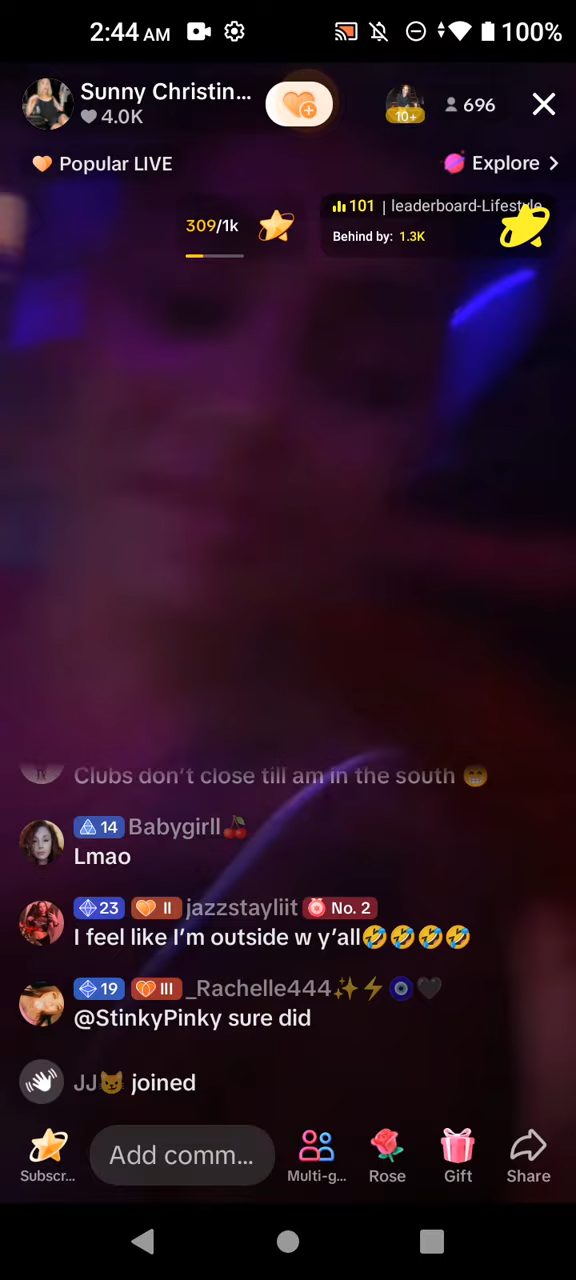 2:44 AM
100%
Sunny Christin...
4.0K
10+
696
Popular LIVE
Explore >
309/1k
101 | leaderboard-Lifestyle
Behind by: 1.3K
Clubs don't close till am in the south 😁
14 Babygirll🍒
Lmao
23 II jazzstayliit No. 2
I feel like I'm outside w y'all🤣🤣🤣🤣
19 III _Rachelle444✨⚡🧿🖤
@StinkyPinky sure did
JJ😼 joined
Subscr...
Add comm...
Multi-g...
Rose
Gift
Share